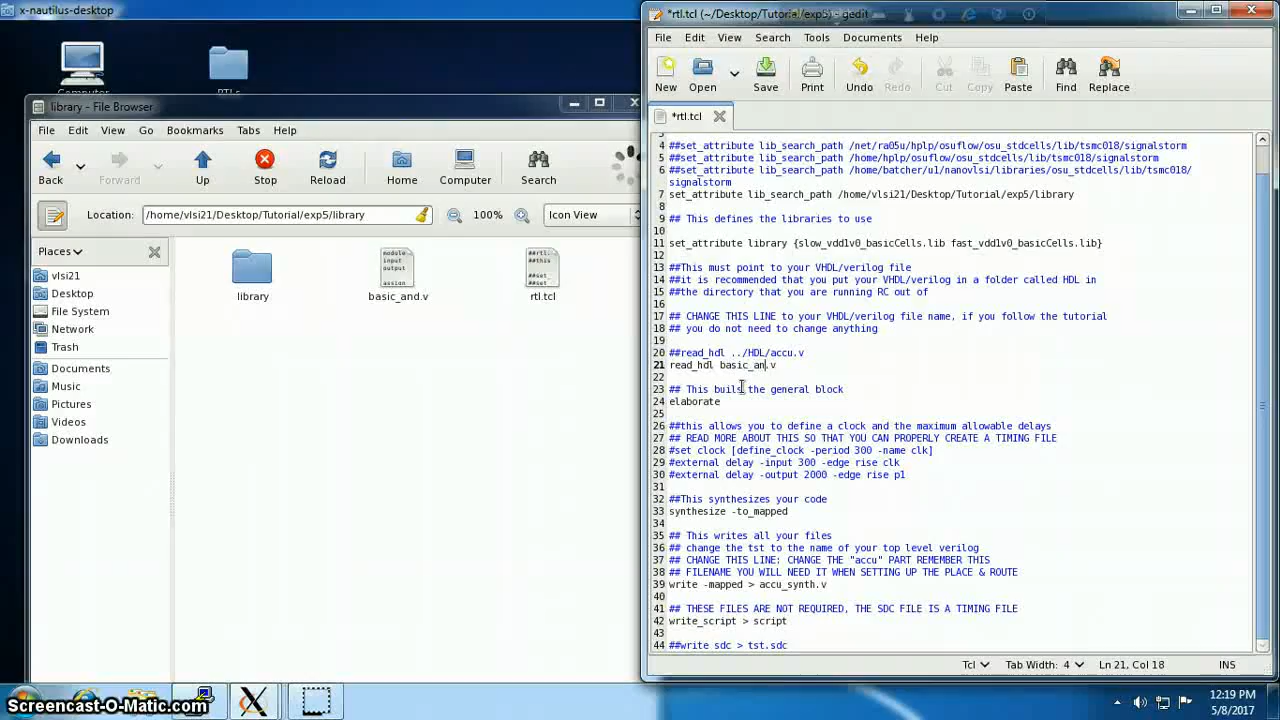 x-nautilus-desktop
Computer
RTLs
library - File Browser
File Edit View Go Bookmarks Tabs Help
Back Forward Up Stop Reload Home Computer Search
Location: /home/vlsi21/Desktop/Tutorial/exp5/library 100% Icon View
Places
vlsi21
Desktop
File System
Network
Trash
Documents
Music
Pictures
Videos
Downloads
library
basic_and.v
rtl.tcl
*rtl.tcl (~/Desktop/Tutorial/exp5) - gedit
File Edit View Search Tools Documents Help
New Open Save Print Undo Redo Cut Copy Paste Find Replace
*rtl.tcl
3
4 ##set_attribute lib_search_path /net/ra05u/hplp/osuflow/osu_stdcells/lib/tsmc018/signalstorm
5 ##set_attribute lib_search_path /home/hplp/osuflow/osu_stdcells/lib/tsmc018/signalstorm
6 ##set_attribute lib_search_path /home/batcher/u1/nanovlsi/libraries/osu_stdcells/lib/tsmc018/
signalstorm
7 set_attribute lib_search_path /home/vlsi21/Desktop/Tutorial/exp5/library
8
9 ## This defines the libraries to use
10
11 set_attribute library {slow_vdd1v0_basicCells.lib fast_vdd1v0_basicCells.lib}
12
13 ##This must point to your VHDL/verilog file
14 ##it is recommended that you put your VHDL/verilog in a folder called HDL in
15 ##the directory that you are running RC out of
16
17 ## CHANGE THIS LINE to your VHDL/verilog file name, if you follow the tutorial
18 ## you do not need to change anything
19
20 ##read_hdl ../HDL/accu.v
21 read_hdl basic_an.v
22
23 ## This buils the general block
24 elaborate
25
26 ##this allows you to define a clock and the maximum allowable delays
27 ## READ MORE ABOUT THIS SO THAT YOU CAN PROPERLY CREATE A TIMING FILE
28 #set clock [define_clock -period 300 -name clk]
29 #external delay -input 300 -edge rise clk
30 #external delay -output 2000 -edge rise p1
31
32 ##This synthesizes your code
33 synthesize -to_mapped
34
35 ## This writes all your files
36 ## change the tst to the name of your top level verilog
37 ## CHANGE THIS LINE: CHANGE THE "accu" PART REMEMBER THIS
38 ## FILENAME YOU WILL NEED IT WHEN SETTING UP THE PLACE & ROUTE
39 write -mapped > accu_synth.v
40
41 ## THESE FILES ARE NOT REQUIRED, THE SDC FILE IS A TIMING FILE
42 write_script > script
43
44 ##write sdc > tst.sdc
Tcl Tab Width: 4 Ln 21, Col 18 INS
Screencast-O-Matic.com
12:19 PM
5/8/2017